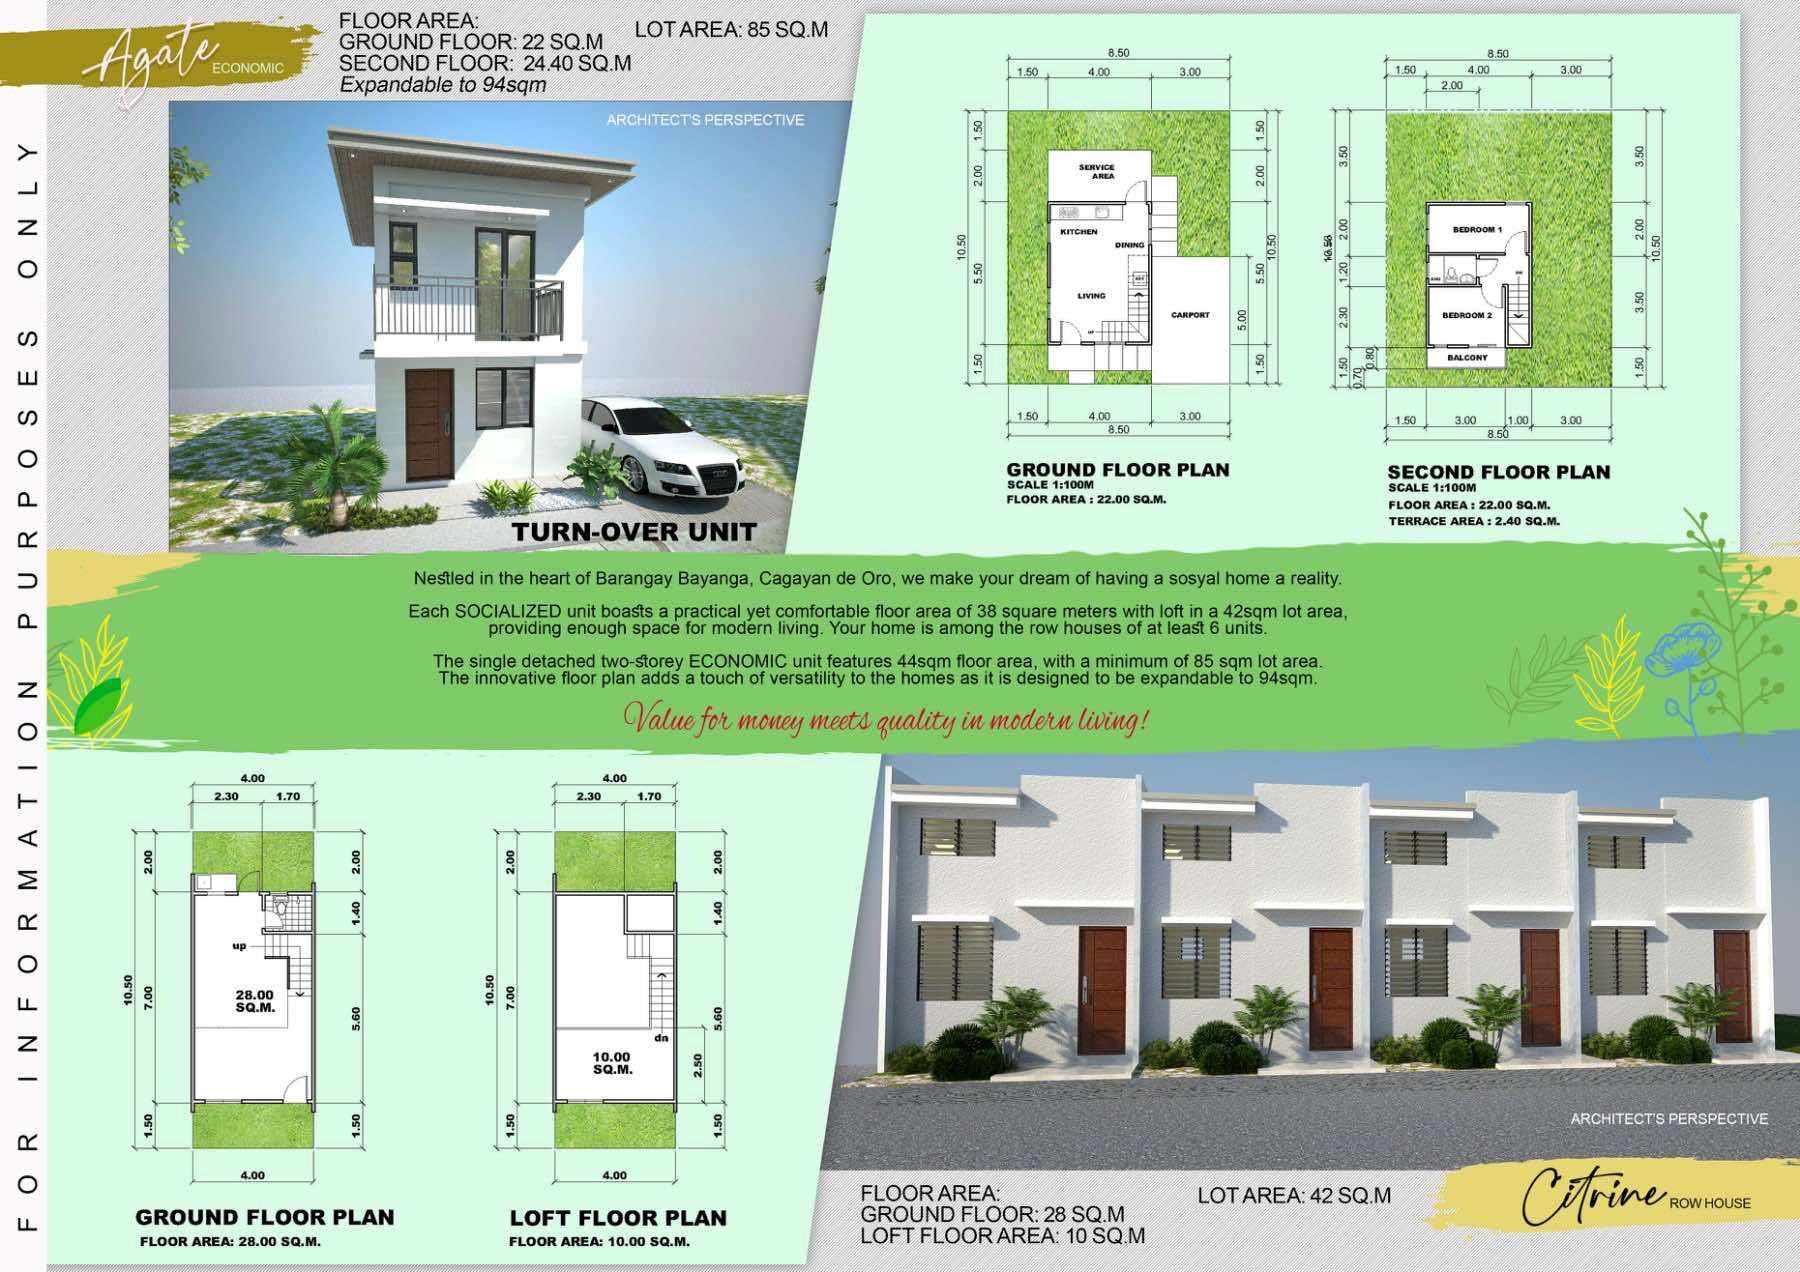 FOR INFORMATION PURPOSES ONLY
Agate
ECONOMIC
FLOOR AREA:
GROUND FLOOR: 22 SQ.M
SECOND FLOOR: 24.40 SQ.M
Expandable to 94sqm
LOT AREA: 85 SQ.M
ARCHITECT'S PERSPECTIVE
TURN-OVER UNIT
8.50
1.50 4.00 3.00
1.50
2.00
5.50
1.50
10.50
SERVICE
AREA
KITCHEN
DINING
LIVING
UP
CARPORT
5.00
1.50
2.00
5.50
1.50
10.50
1.50 4.00 3.00
8.50
GROUND FLOOR PLAN
SCALE 1:100M
FLOOR AREA : 22.00 SQ.M.
8.50
1.50 4.00 3.00
2.00
3.50
2.00
1.20
2.30
1.50
0.80
0.70
BEDROOM 1
BEDROOM 2
BALCONY
3.50
2.00
3.50
1.50
10.50
1.50 3.00 1.00 3.00
8.50
SECOND FLOOR PLAN
SCALE 1:100M
FLOOR AREA : 22.00 SQ.M.
TERRACE AREA : 2.40 SQ.M.
Nestled in the heart of Barangay Bayanga, Cagayan de Oro, we make your dream of having a sosyal home a reality.
Each SOCIALIZED unit boasts a practical yet comfortable floor area of 38 square meters with loft in a 42sqm lot area,
providing enough space for modern living. Your home is among the row houses of at least 6 units.
The single detached two-storey ECONOMIC unit features 44sqm floor area, with a minimum of 85 sqm lot area.
The innovative floor plan adds a touch of versatility to the homes as it is designed to be expandable to 94sqm.
Value for money meets quality in modern living!
4.00
2.30 1.70
2.00
7.00
1.50
10.50
up
28.00
SQ.M.
2.00
1.40
5.60
1.50
4.00
GROUND FLOOR PLAN
FLOOR AREA: 28.00 SQ.M.
4.00
2.30 1.70
2.00
7.00
1.50
10.50
dn
10.00
SQ.M.
2.50
2.00
1.40
5.60
1.50
4.00
LOFT FLOOR PLAN
FLOOR AREA: 10.00 SQ.M.
ARCHITECT'S PERSPECTIVE
FLOOR AREA:
GROUND FLOOR: 28 SQ.M
LOFT FLOOR AREA: 10 SQ.M
LOT AREA: 42 SQ.M
Citrine
ROW HOUSE